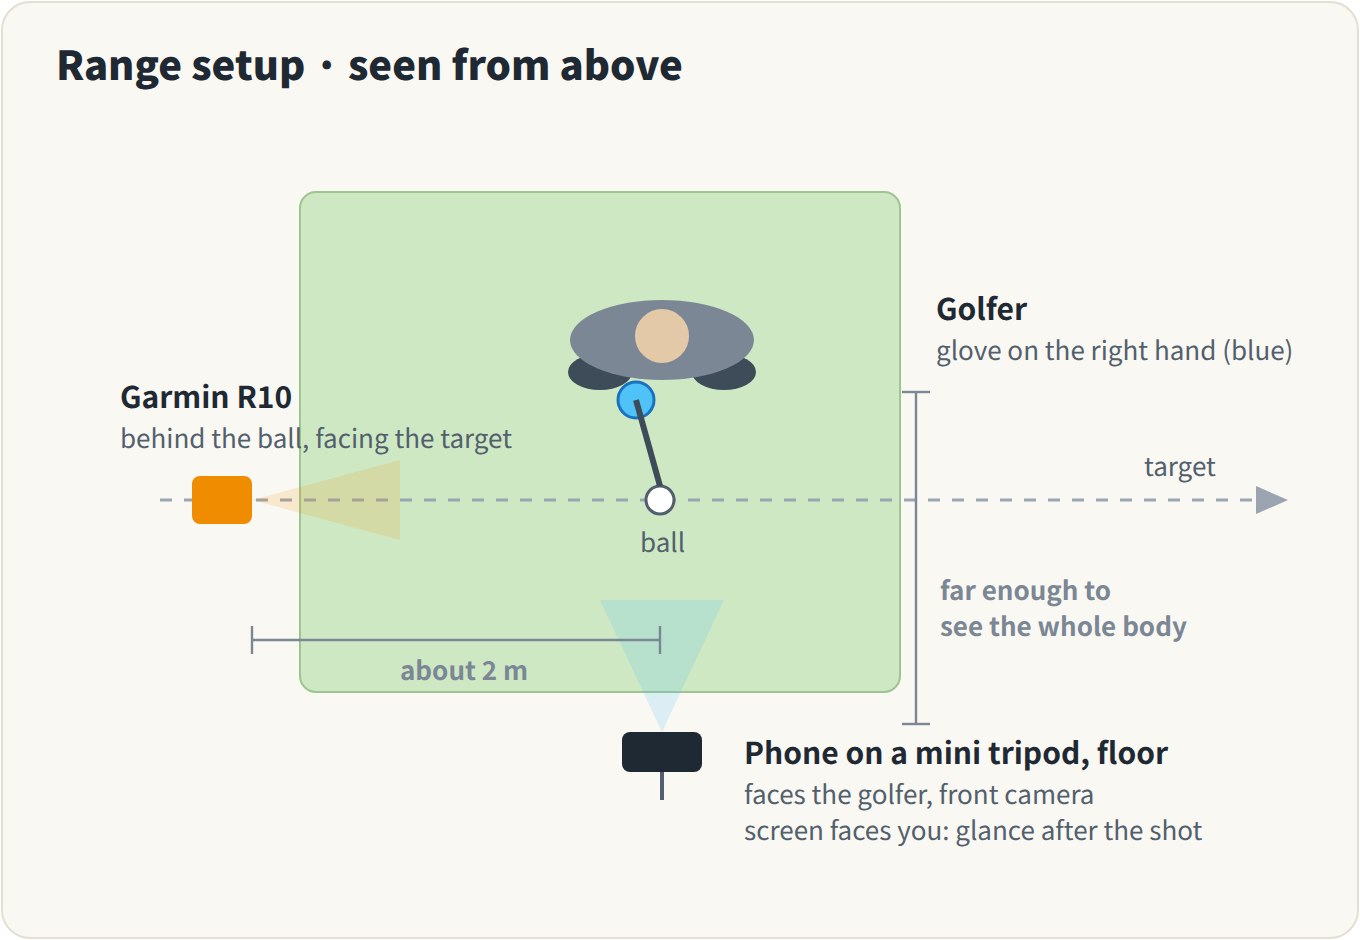 Range setup · seen from above
Golfer
glove on the right hand (blue)
Garmin R10
behind the ball, facing the target
target
ball
far enough to
see the whole body
about 2 m
Phone on a mini tripod, floor
faces the golfer, front camera
screen faces you: glance after the shot